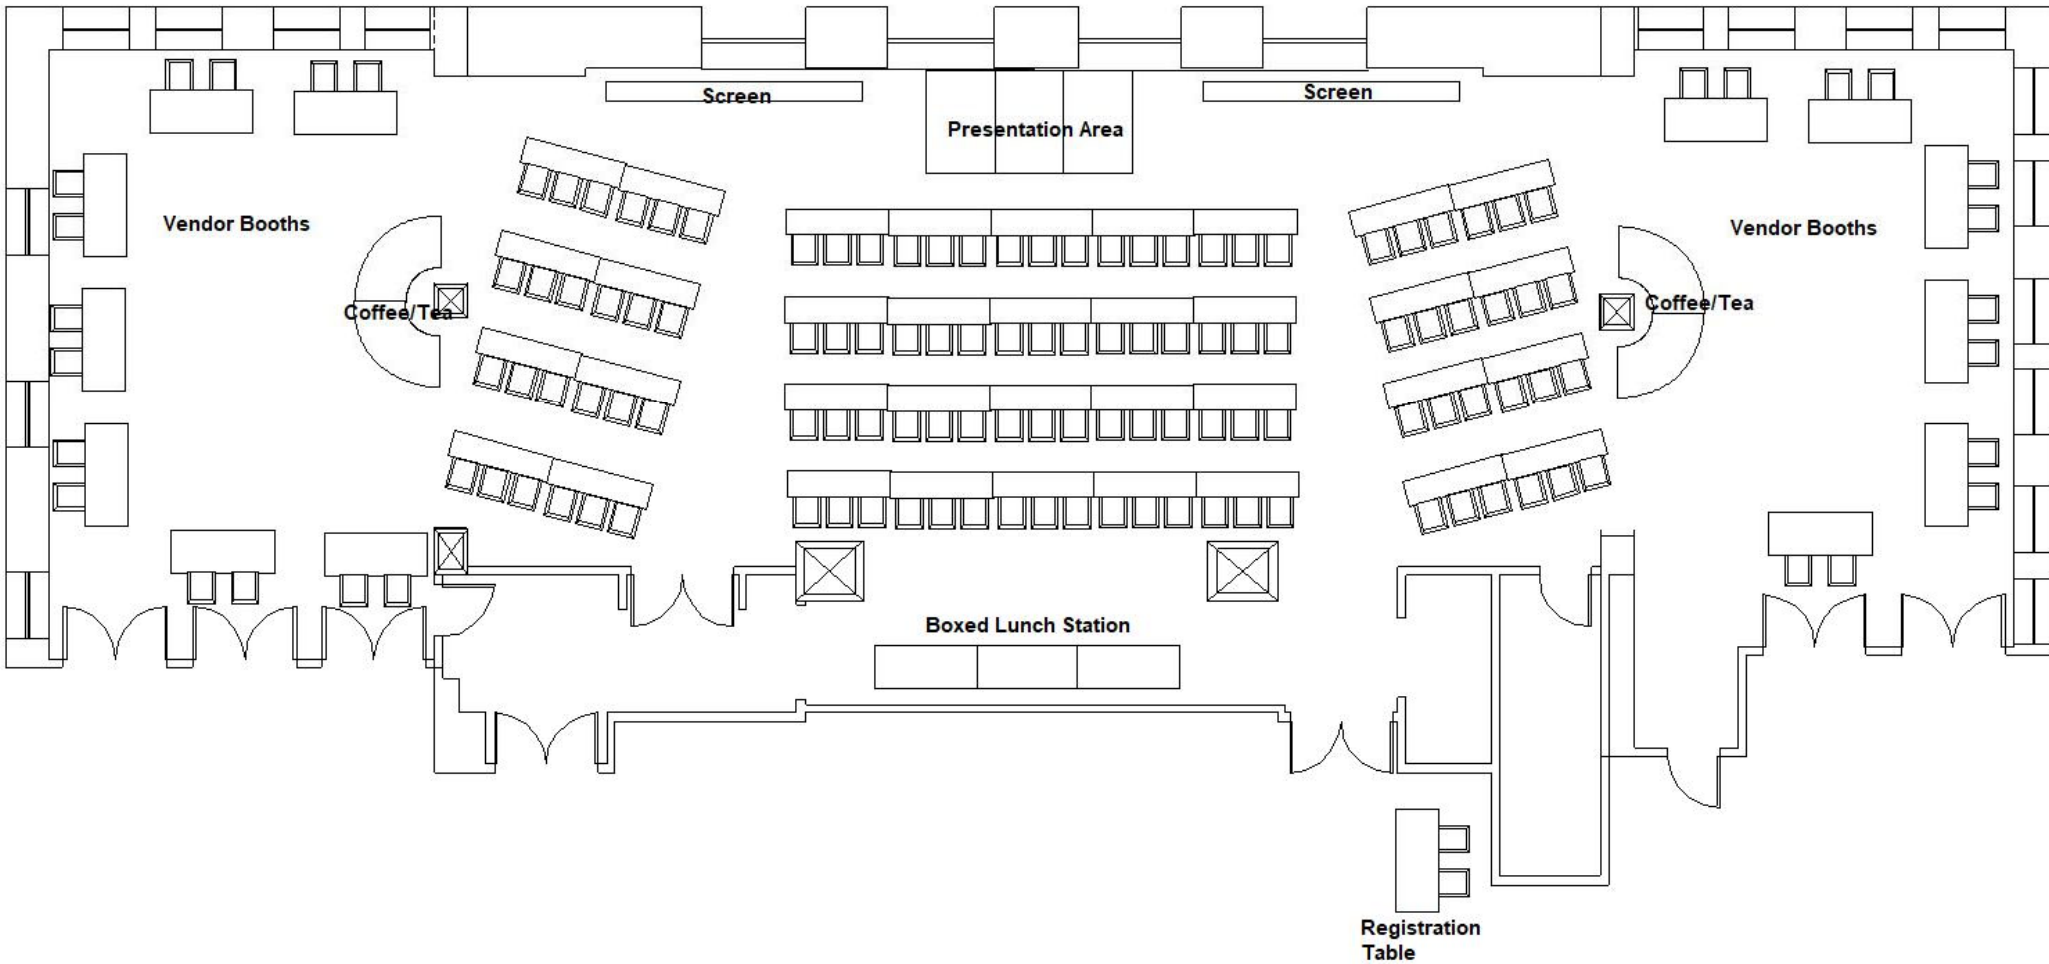 Screen
Screen
Presentation Area
Vendor Booths
Vendor Booths
Coffee/Tea
Coffee/Tea
Boxed Lunch Station
Registration
Table